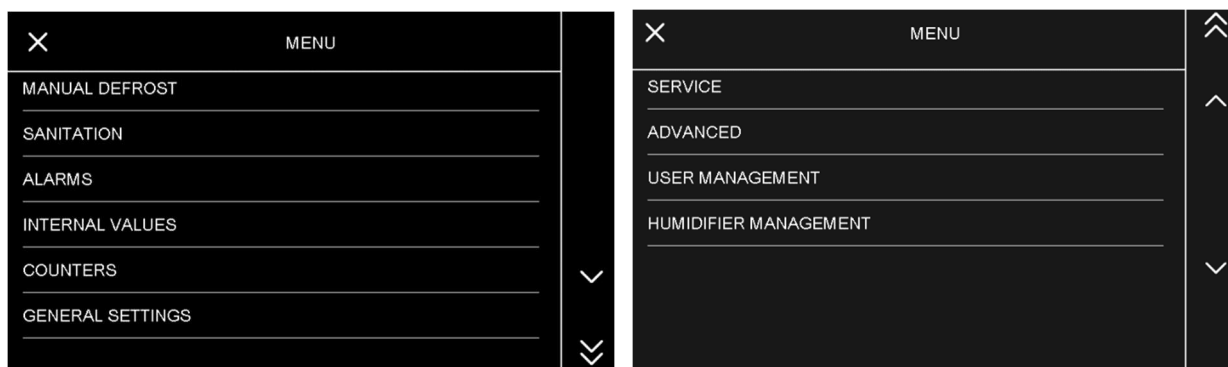 MENU
MANUAL DEFROST
SANITATION
ALARMS
INTERNAL VALUES
COUNTERS
GENERAL SETTINGS
MENU
SERVICE
ADVANCED
USER MANAGEMENT
HUMIDIFIER MANAGEMENT